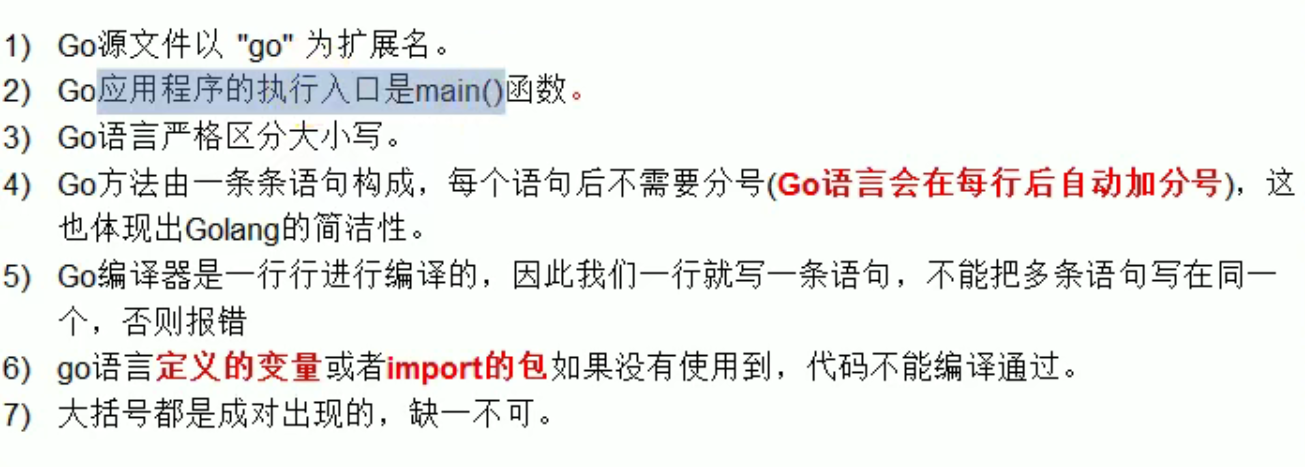 1) Go源文件以 "go" 为扩展名。
2) Go应用程序的执行入口是main()函数。
3) Go语言严格区分大小写。
4) Go方法由一条条语句构成，每个语句后不需要分号(Go语言会在每行后自动加分号)，这
也体现出Golang的简洁性。
5) Go编译器是一行行进行编译的，因此我们一行就写一条语句，不能把多条语句写在同一
个，否则报错
6) go语言定义的变量或者import的包如果没有使用到，代码不能编译通过。
7) 大括号都是成对出现的，缺一不可。